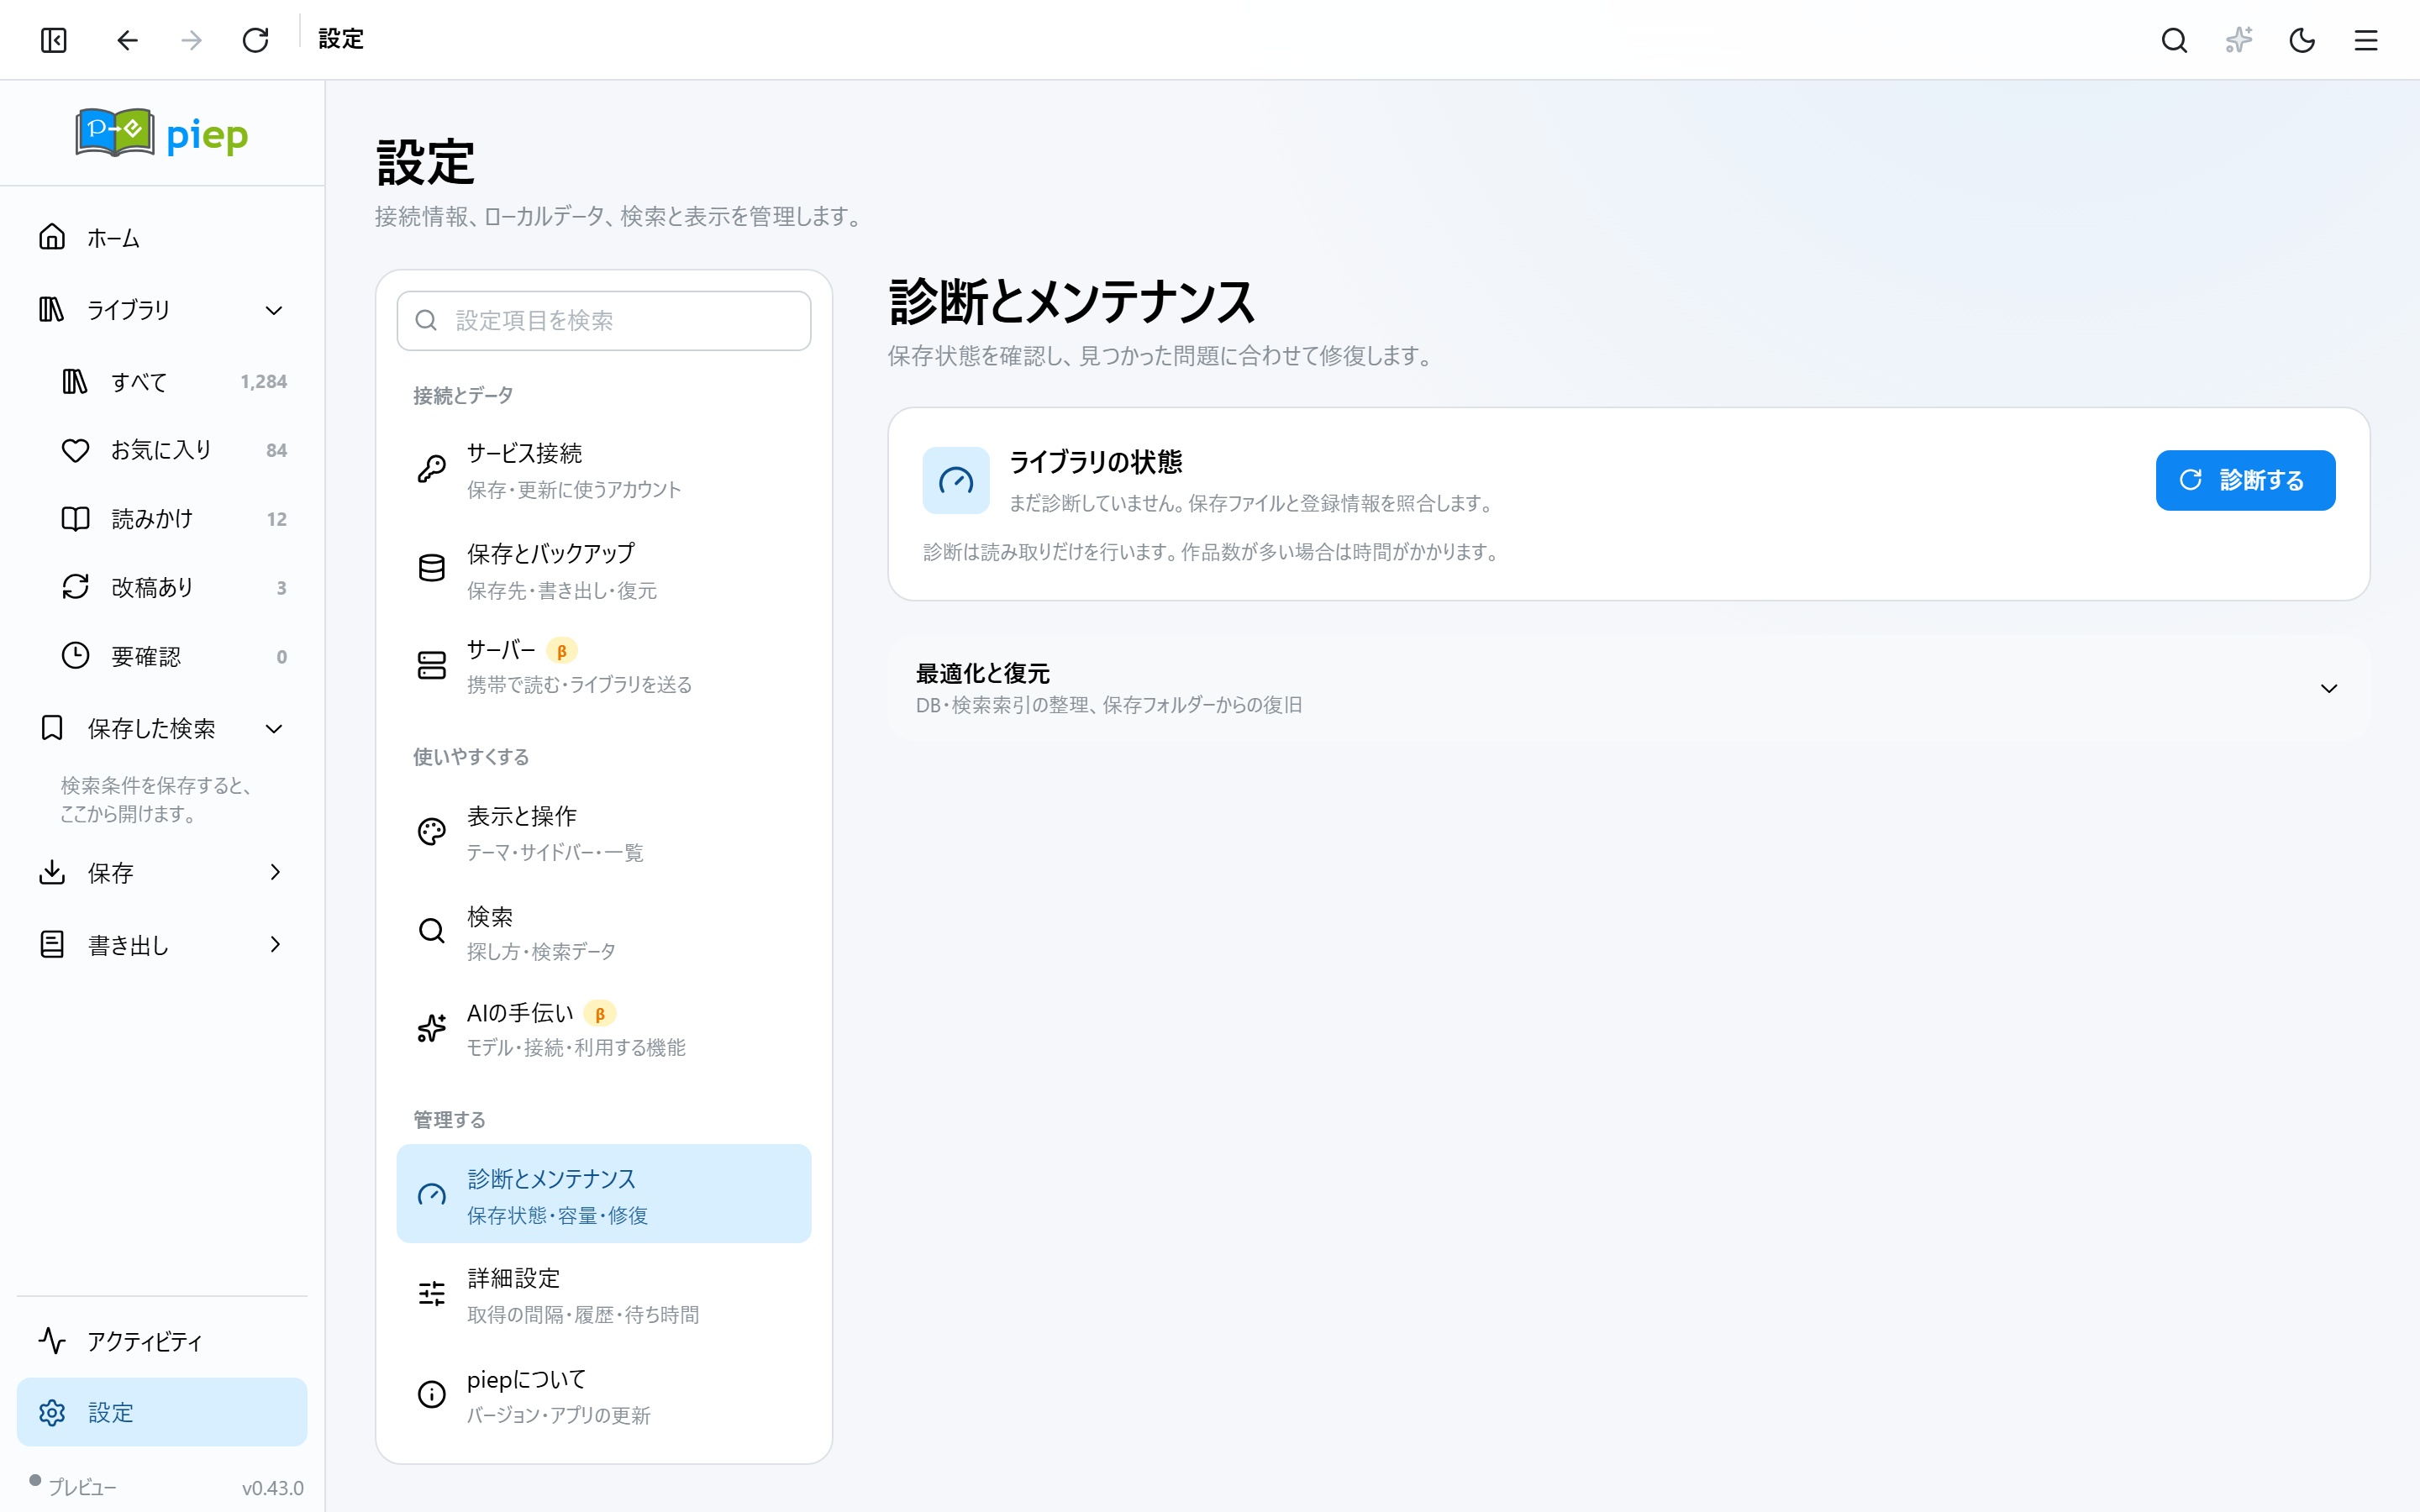 設定
piep
ホーム
ライブラリ
すべて 1,284
お気に入り 84
読みかけ 12
改稿あり 3
要確認 0
保存した検索
検索条件を保存すると、
ここから開けます。
保存
書き出し
アクティビティ
設定
プレビュー v0.43.0
設定
接続情報、ローカルデータ、検索と表示を管理します。
設定項目を検索
接続とデータ
サービス接続
保存・更新に使うアカウント
保存とバックアップ
保存先・書き出し・復元
サーバー β
携帯で読む・ライブラリを送る
使いやすくする
表示と操作
テーマ・サイドバー・一覧
検索
探し方・検索データ
AIの手伝い β
モデル・接続・利用する機能
管理する
診断とメンテナンス
保存状態・容量・修復
詳細設定
取得の間隔・履歴・待ち時間
piepについて
バージョン・アプリの更新
診断とメンテナンス
保存状態を確認し、見つかった問題に合わせて修復します。
ライブラリの状態
まだ診断していません。保存ファイルと登録情報を照合します。
診断する
診断は読み取りだけを行います。作品数が多い場合は時間がかかります。
最適化と復元
DB・検索索引の整理、保存フォルダーからの復旧